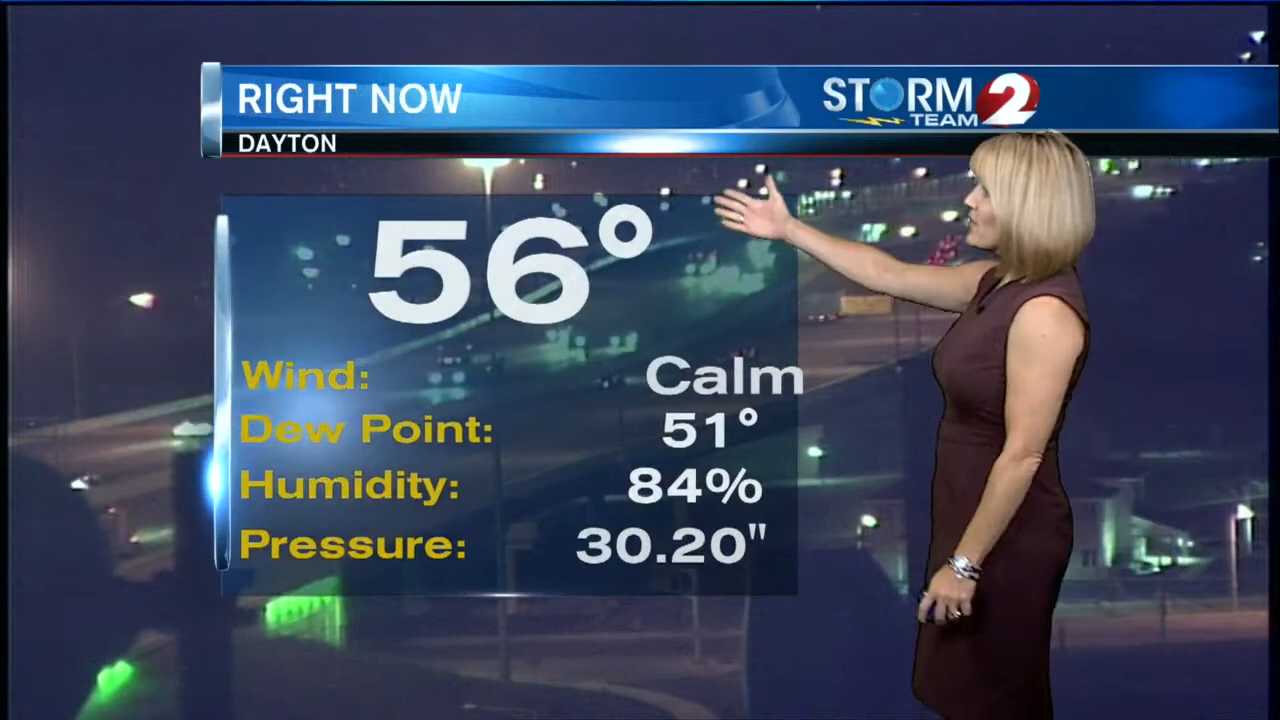 RIGHT NOW
STORM TEAM 2
DAYTON
56°
Wind: Calm
Dew Point: 51°
Humidity: 84%
Pressure: 30.20"